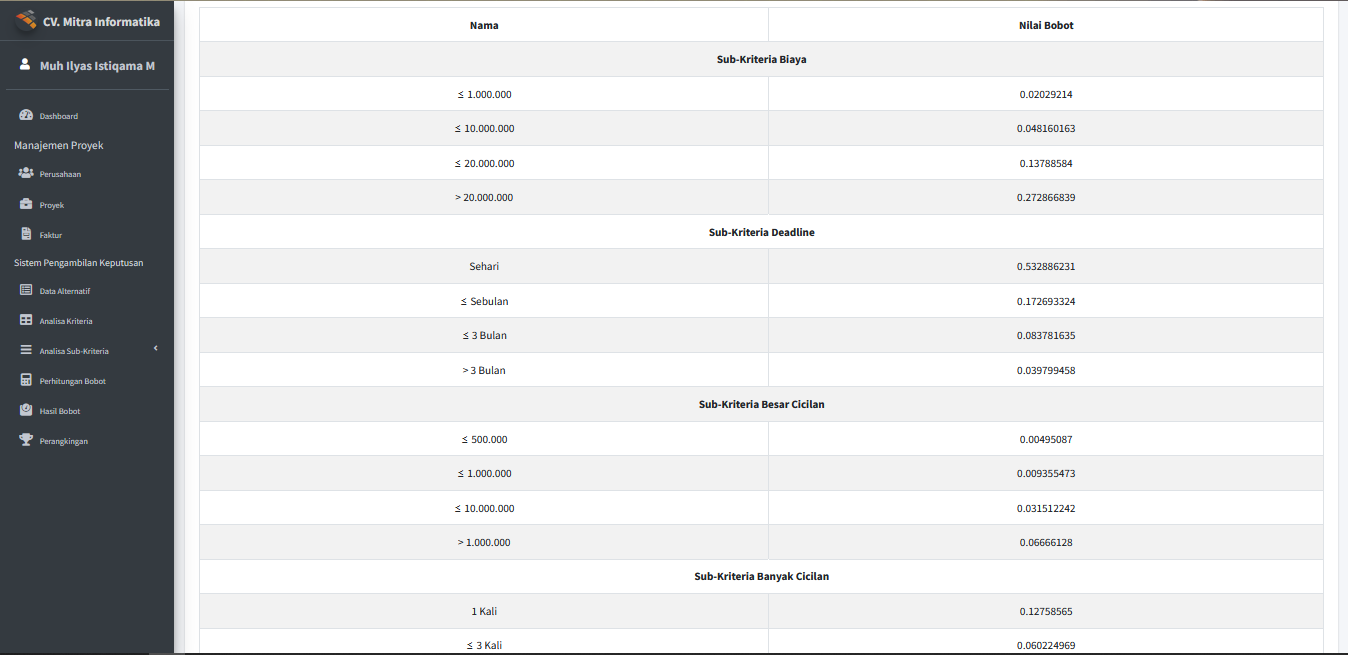 CV. Mitra Informatika
Muh Ilyas Istiqama M
Dashboard
Manajemen Proyek
Perusahaan
Proyek
Faktur
Sistem Pengambilan Keputusan
Data Alternatif
Analisa Kriteria
Analisa Sub-Kriteria
Perhitungan Bobot
Hasil Bobot
Perangkingan
Nama Nilai Bobot
Sub-Kriteria Biaya
≤ 1.000.000 0.02029214
≤ 10.000.000 0.048160163
≤ 20.000.000 0.13788584
> 20.000.000 0.272866839
Sub-Kriteria Deadline
Sehari 0.532886231
≤ Sebulan 0.172693324
≤ 3 Bulan 0.083781635
> 3 Bulan 0.039799458
Sub-Kriteria Besar Cicilan
≤ 500.000 0.00495087
≤ 1.000.000 0.009355473
≤ 10.000.000 0.031512242
> 1.000.000 0.06666128
Sub-Kriteria Banyak Cicilan
1 Kali 0.12758565
≤ 3 Kali 0.060224969